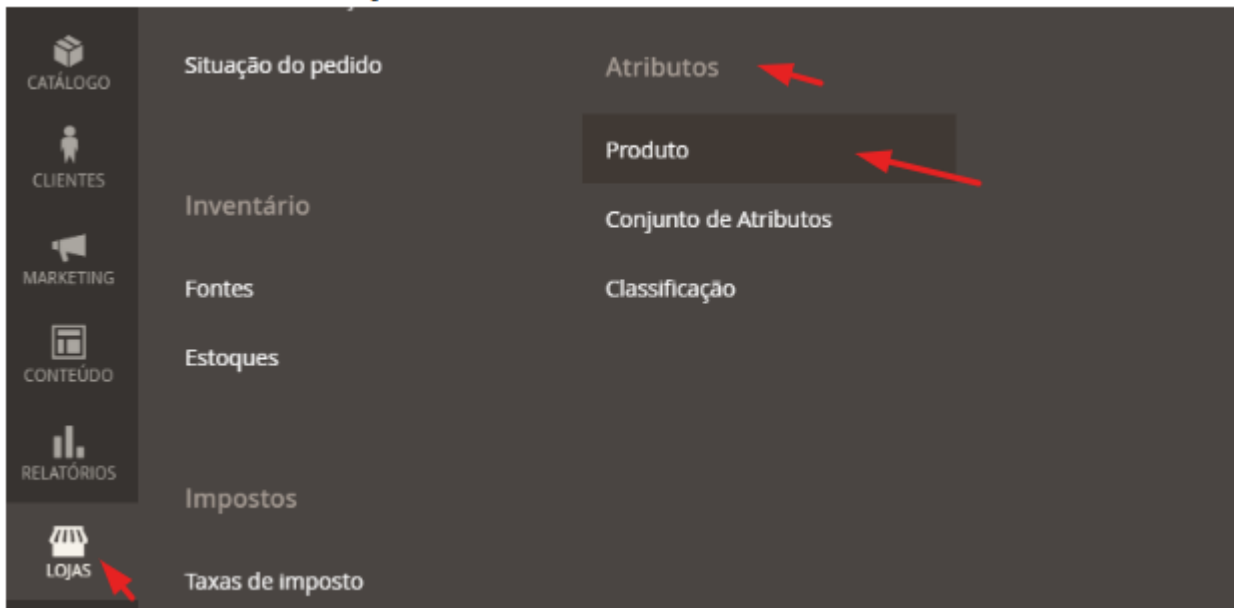 CATÁLOGO
CLIENTES
MARKETING
CONTEÚDO
RELATÓRIOS
LOJAS
Situação do pedido
Inventário
Fontes
Estoques
Impostos
Taxas de imposto
Atributos
Produto
Conjunto de Atributos
Classificação